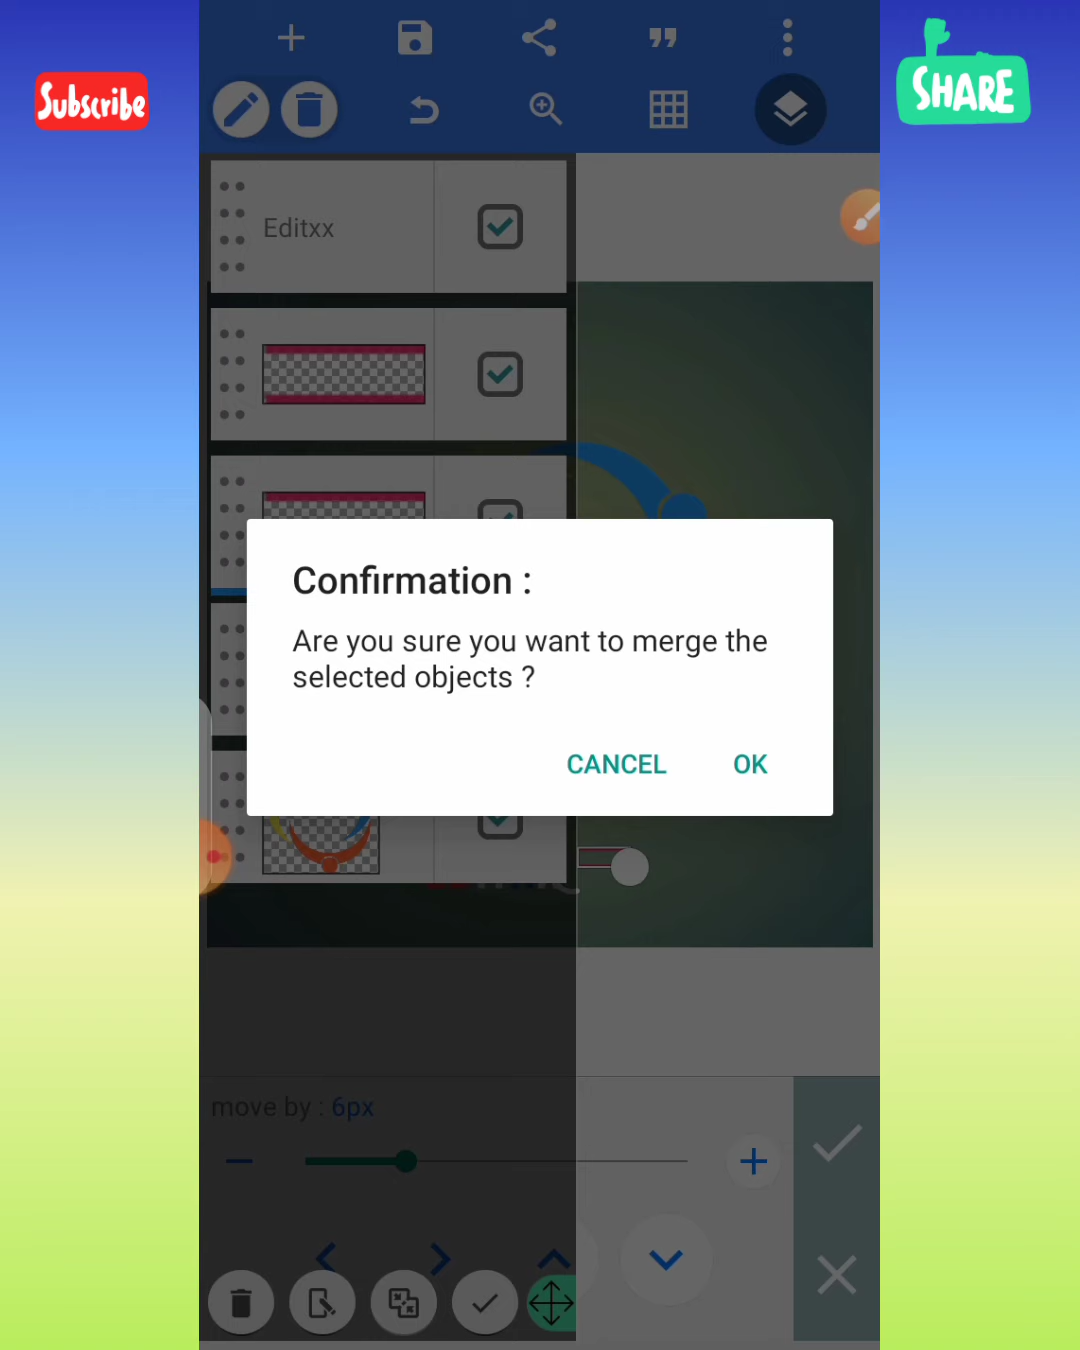 Subscribe
SHARE
Editxx
Confirmation :
Are you sure you want to merge the
selected objects ?
CANCEL
OK
move by : 6px